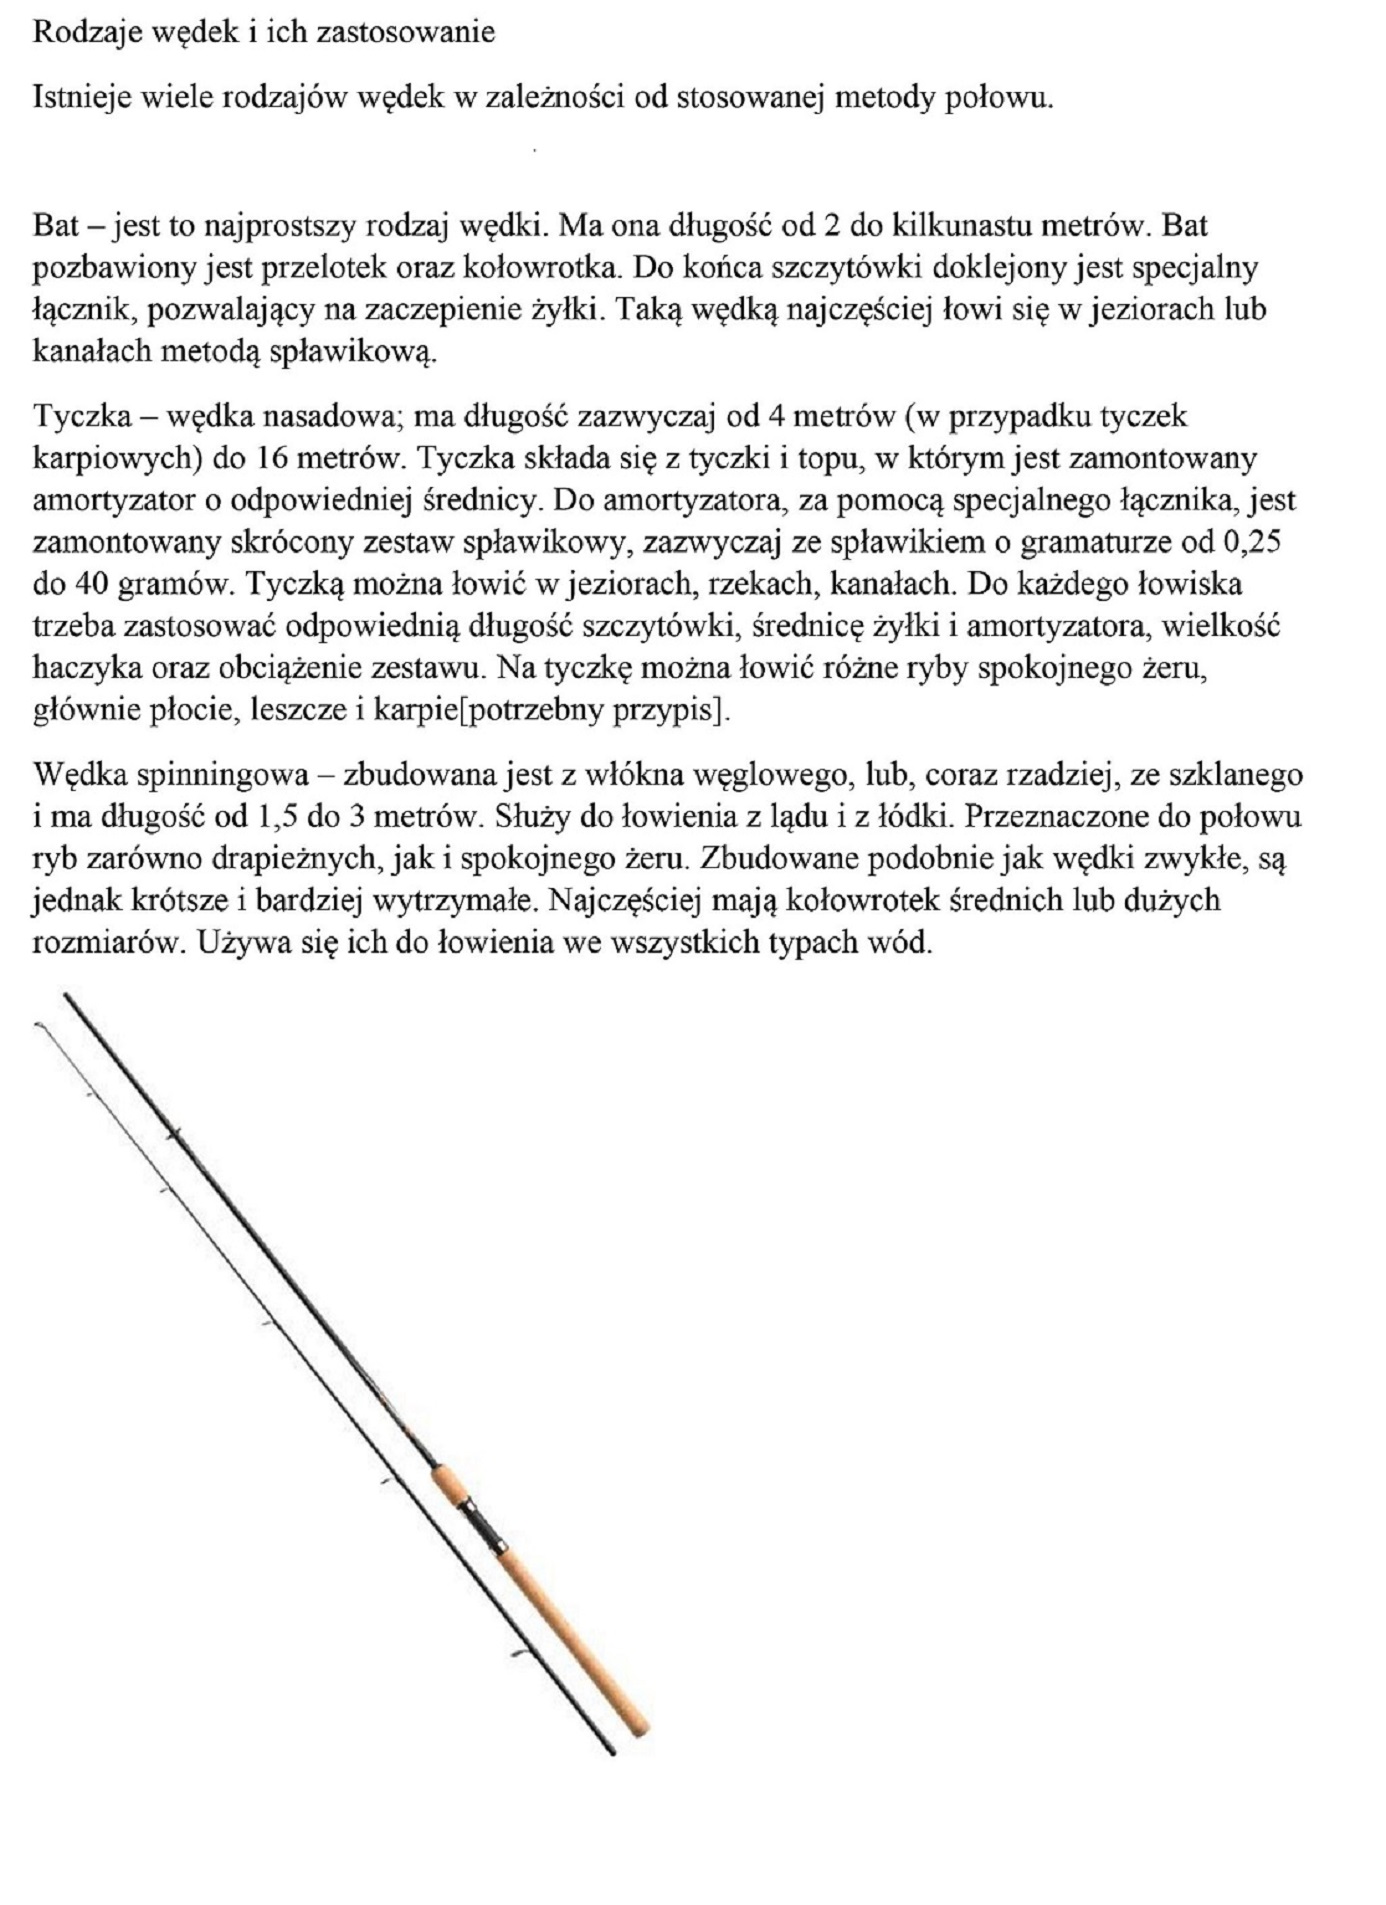 Rodzaje wędek i ich zastosowanie
Istnieje wiele rodzajów wędek w zależności od stosowanej metody połowu.
Bat – jest to najprostszy rodzaj wędki. Ma ona długość od 2 do kilkunastu metrów. Bat
pozbawiony jest przelotek oraz kołowrotka. Do końca szczytówki doklejony jest specjalny
łącznik, pozwalający na zaczepienie żyłki. Taką wędką najczęściej łowi się w jeziorach lub
kanałach metodą spławikową.
Tyczka – wędka nasadowa; ma długość zazwyczaj od 4 metrów (w przypadku tyczek
karpiowych) do 16 metrów. Tyczka składa się z tyczki i topu, w którym jest zamontowany
amortyzator o odpowiedniej średnicy. Do amortyzatora, za pomocą specjalnego łącznika, jest
zamontowany skrócony zestaw spławikowy, zazwyczaj ze spławikiem o gramaturze od 0,25
do 40 gramów. Tyczką można łowić w jeziorach, rzekach, kanałach. Do każdego łowiska
trzeba zastosować odpowiednią długość szczytówki, średnicę żyłki i amortyzatora, wielkość
haczyka oraz obciążenie zestawu. Na tyczkę można łowić różne ryby spokojnego żeru,
głównie płocie, leszcze i karpie[potrzebny przypis].
Wędka spinningowa – zbudowana jest z włókna węglowego, lub, coraz rzadziej, ze szklanego
i ma długość od 1,5 do 3 metrów. Służy do łowienia z lądu i z łódki. Przeznaczone do połowu
ryb zarówno drapieżnych, jak i spokojnego żeru. Zbudowane podobnie jak wędki zwykłe, są
jednak krótsze i bardziej wytrzymałe. Najczęściej mają kołowrotek średnich lub dużych
rozmiarów. Używa się ich do łowienia we wszystkich typach wód.